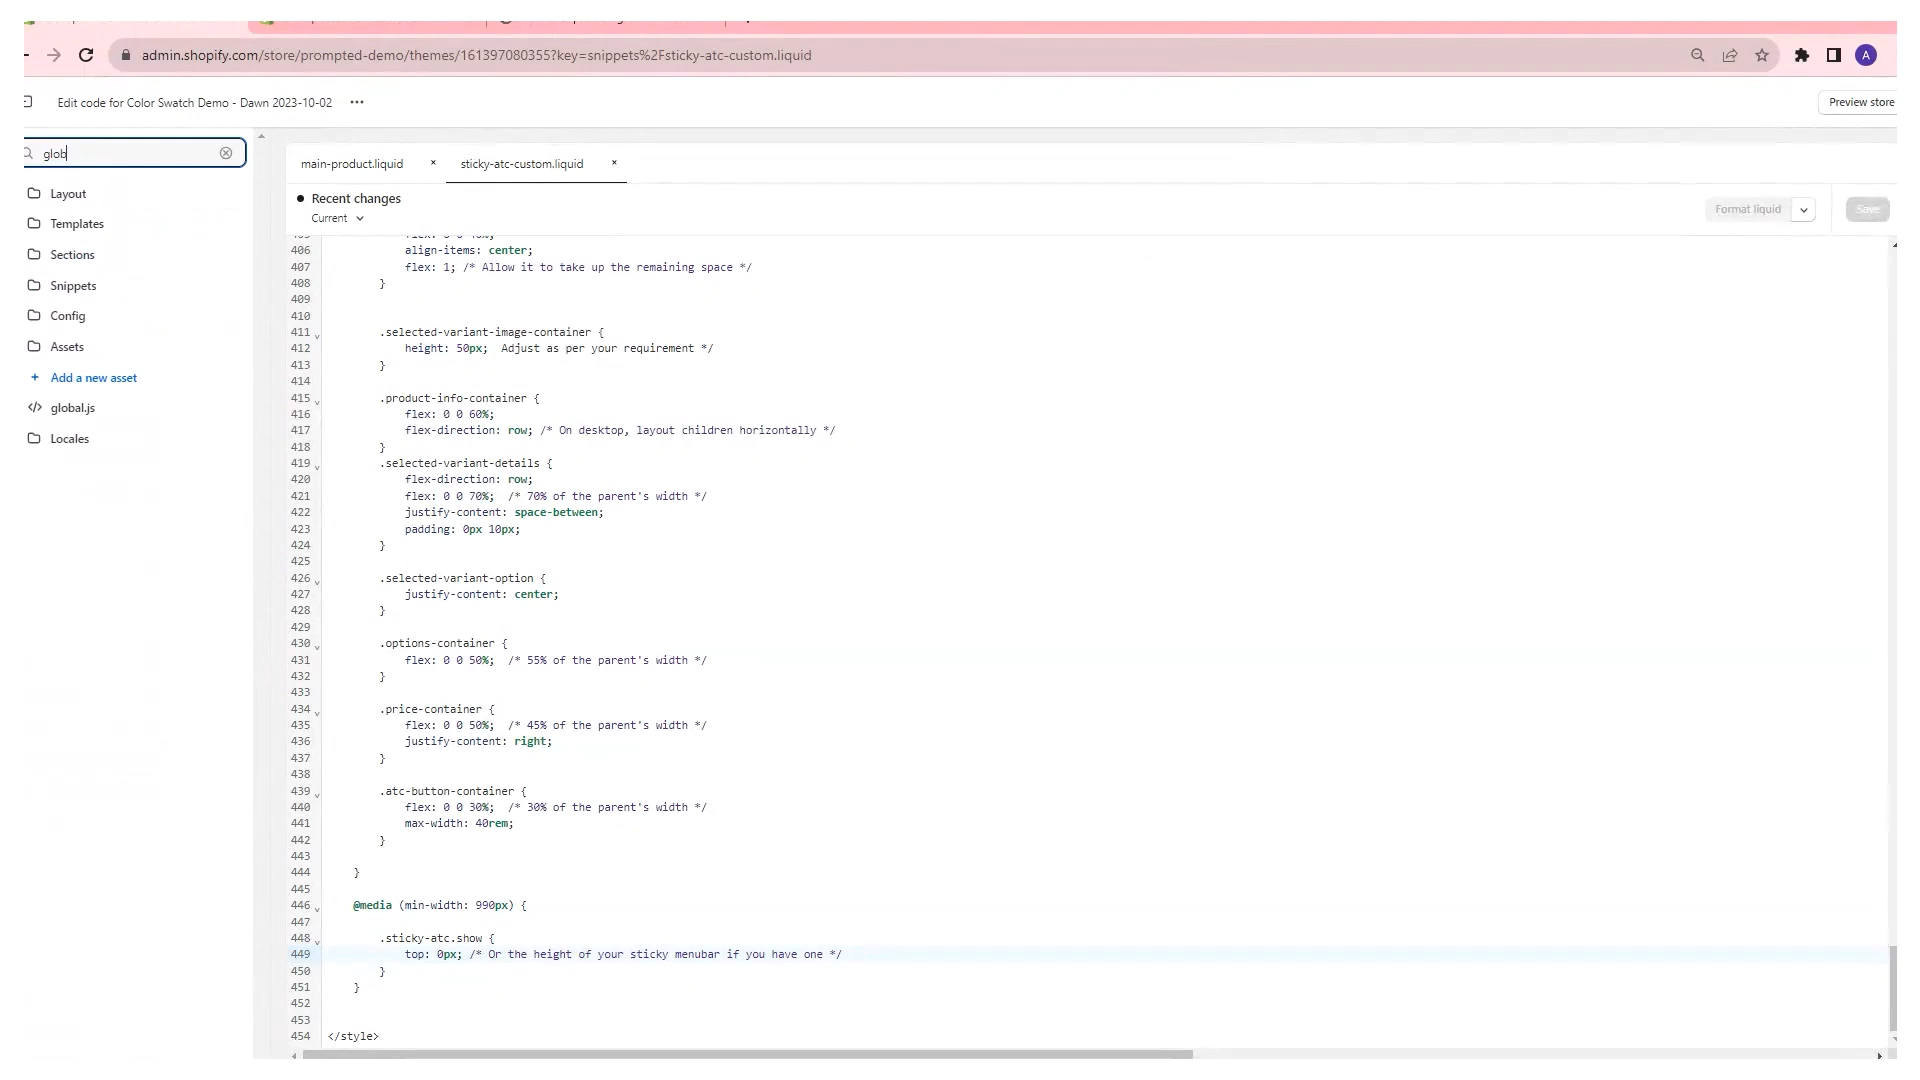 admin.shopify.com/store/prompted-demo/themes/161397080355?key=snippets%2Fsticky-atc-custom.liquid
A
Edit code for Color Swatch Demo - Dawn 2023-10-02 •••
Preview store
glob
Layout
Templates
Sections
Snippets
Config
Assets
+ Add a new asset
</> global.js
Locales
main-product.liquid ×
sticky-atc-custom.liquid ×
Recent changes
Current
Format liquid
Save
406 align-items: center;
407 flex: 1; /* Allow it to take up the remaining space */
408 }
409
410
411 .selected-variant-image-container {
412 height: 50px;  Adjust as per your requirement */
413 }
414
415 .product-info-container {
416 flex: 0 0 60%;
417 flex-direction: row; /* On desktop, layout children horizontally */
418 }
419 .selected-variant-details {
420 flex-direction: row;
421 flex: 0 0 70%;  /* 70% of the parent's width */
422 justify-content: space-between;
423 padding: 0px 10px;
424 }
425
426 .selected-variant-option {
427 justify-content: center;
428 }
429
430 .options-container {
431 flex: 0 0 50%;  /* 55% of the parent's width */
432 }
433
434 .price-container {
435 flex: 0 0 50%;  /* 45% of the parent's width */
436 justify-content: right;
437 }
438
439 .atc-button-container {
440 flex: 0 0 30%;  /* 30% of the parent's width */
441 max-width: 40rem;
442 }
443
444 }
445
446 @media (min-width: 990px) {
447
448 .sticky-atc.show {
449 top: 0px; /* Or the height of your sticky menubar if you have one */
450 }
451 }
452
453
454 </style>